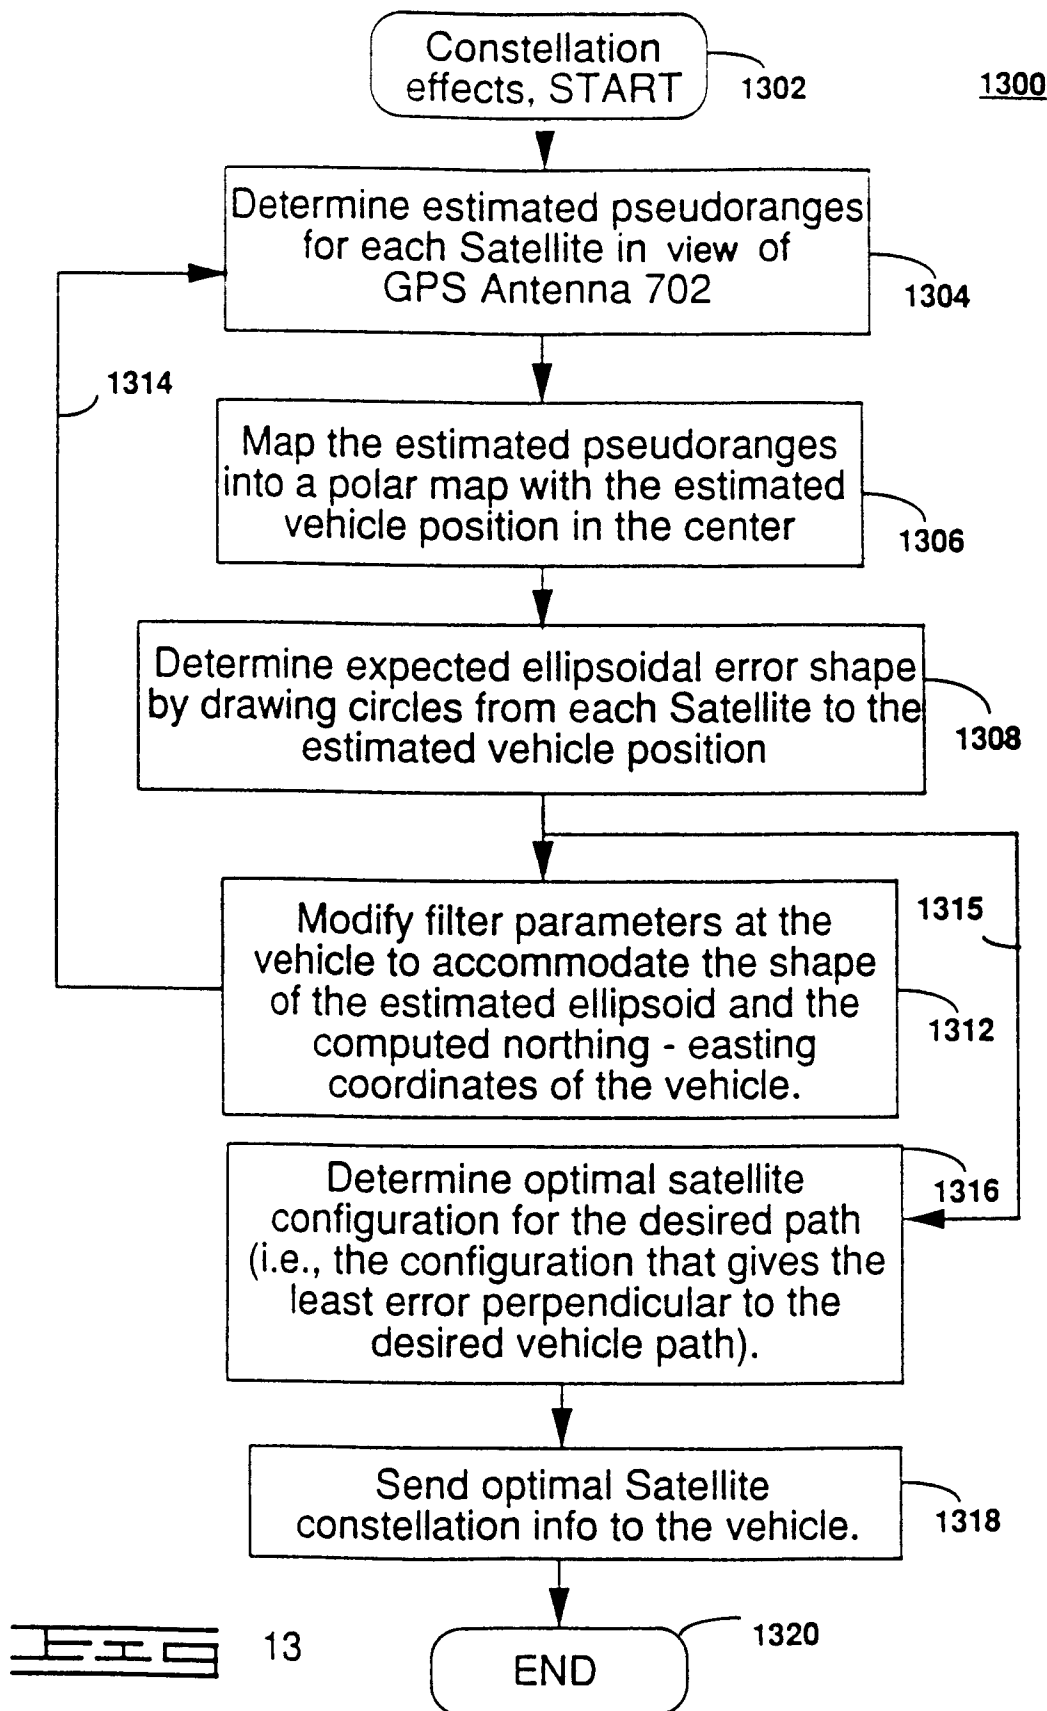 Constellation
effects, START
1302
1300
Determine estimated pseudoranges
for each Satellite in view of
GPS Antenna 702
1304
1314
Map the estimated pseudoranges
into a polar map with the estimated
vehicle position in the center
1306
Determine expected ellipsoidal error shape
by drawing circles from each Satellite to the
estimated vehicle position
1308
Modify filter parameters at the
vehicle to accommodate the shape
of the estimated ellipsoid and the
computed northing - easting
coordinates of the vehicle.
1315
1312
Determine optimal satellite
configuration for the desired path
(i.e., the configuration that gives the
least error perpendicular to the
desired vehicle path).
1316
Send optimal Satellite
constellation info to the vehicle.
1318
FIG 13
END
1320